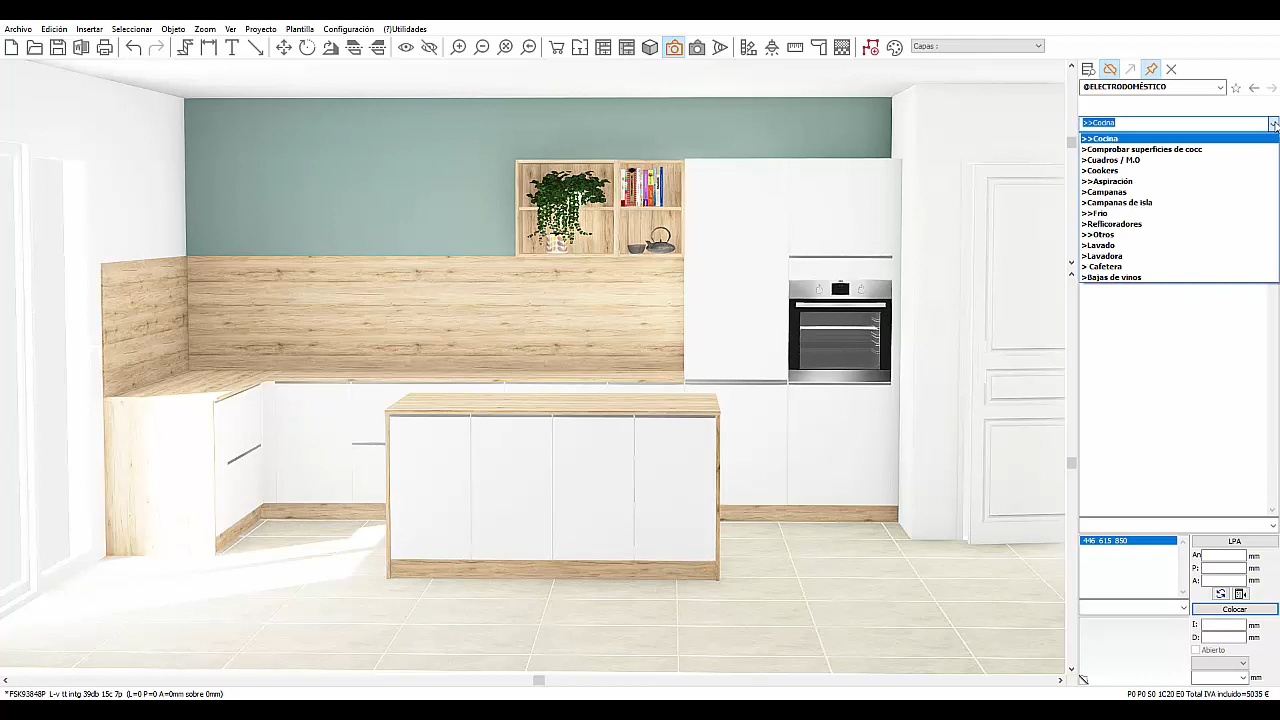 Archivo Edición Insertar Seleccionar Objeto Zoom Ver Proyecto Plantilla Configuración (?)Utilidades
Capas :
@ELECTRODOMÉSTICO
>>Cocina
>>Cocina
>Comprobar superficies de cocc
>Cuadros / M.O
>Cookers
>>Aspiración
>Campanas
>Campanas de isla
>>Frio
>Reflicoradores
>>Otros
>Lavado
>Lavadora
> Cafetera
>Bajas de vinos
446 615 850
LPA
An mm
P: mm
A: mm
Colocar
I: mm
D: mm
Abierto
mm
*FSK93848P L-v tt intg 39db 15c 7p (L=0 P=0 A=0mm sobre 0mm)
P0 P0 S0 1C20 E0 Total IVA incluido=5035 €